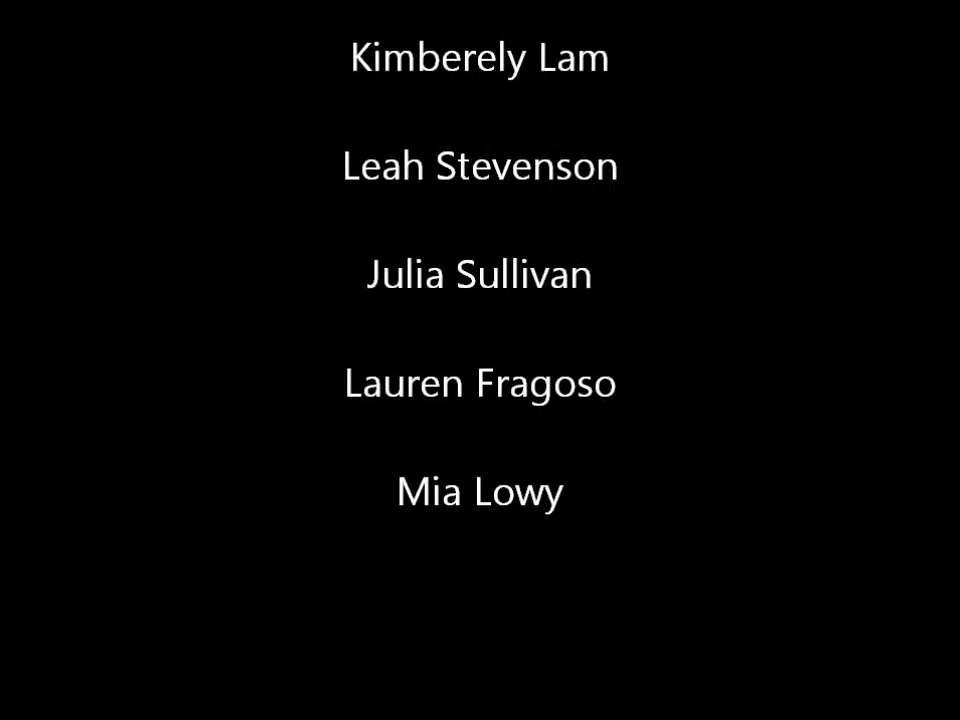 Kimberely Lam
Leah Stevenson
Julia Sullivan
Lauren Fragoso
Mia Lowy